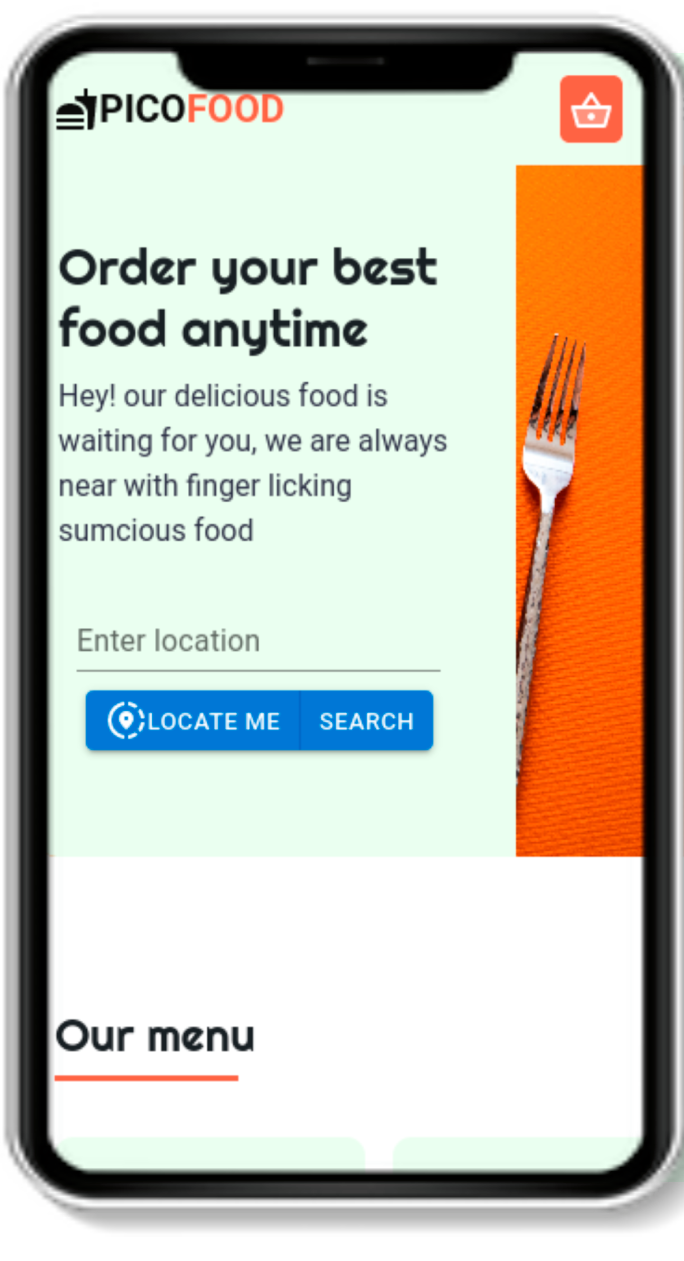 PICOFOOD
Order your best
food anytime
Hey! our delicious food is
waiting for you, we are always
near with finger licking
sumcious food
Enter location
LOCATE ME SEARCH
Our menu